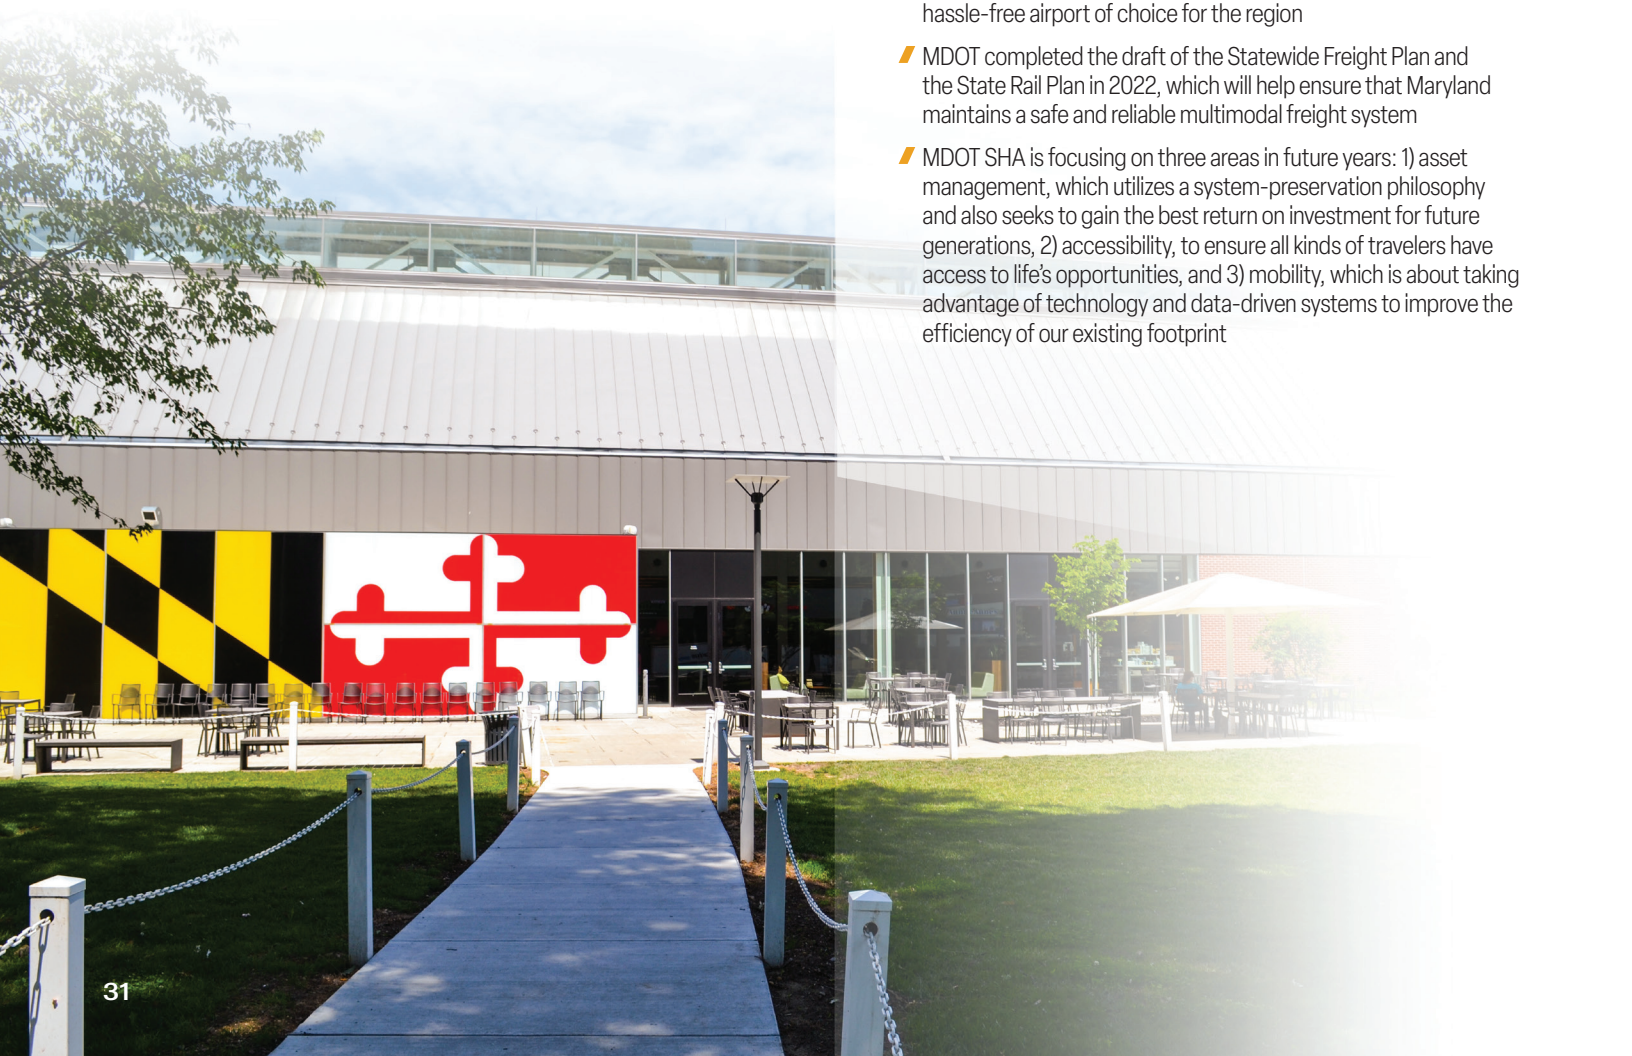 hassle-free airport of choice for the region
MDOT completed the draft of the Statewide Freight Plan and
the State Rail Plan in 2022, which will help ensure that Maryland
maintains a safe and reliable multimodal freight system
MDOT SHA is focusing on three areas in future years: 1) asset
management, which utilizes a system-preservation philosophy
and also seeks to gain the best return on investment for future
generations, 2) accessibility, to ensure all kinds of travelers have
access to life’s opportunities, and 3) mobility, which is about taking
advantage of technology and data-driven systems to improve the
efficiency of our existing footprint
31